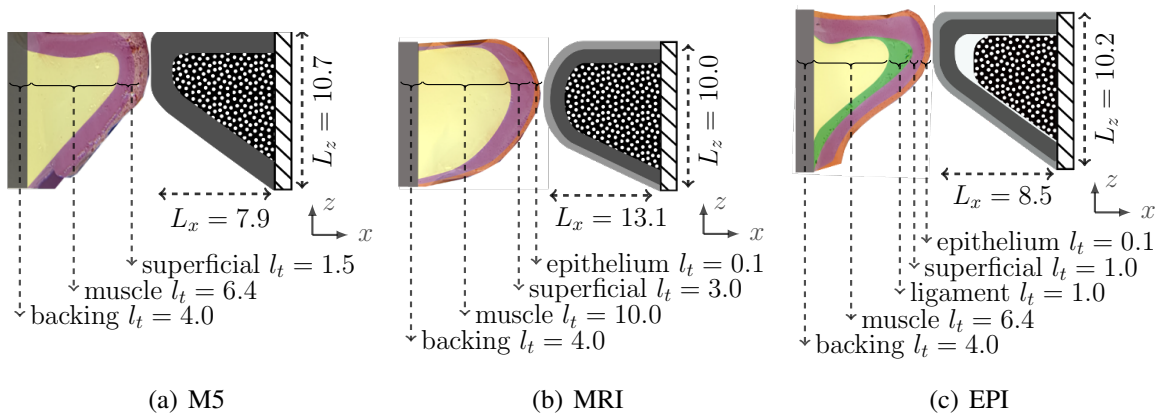 L_z = 10.7
L_x = 7.9
z
x
superficial l_t = 1.5
muscle l_t = 6.4
backing l_t = 4.0
(a) M5
L_z = 10.0
L_x = 13.1
z
x
epithelium l_t = 0.1
superficial l_t = 3.0
muscle l_t = 10.0
backing l_t = 4.0
(b) MRI
L_z = 10.2
L_x = 8.5
z
x
epithelium l_t = 0.1
superficial l_t = 1.0
ligament l_t = 1.0
muscle l_t = 6.4
backing l_t = 4.0
(c) EPI